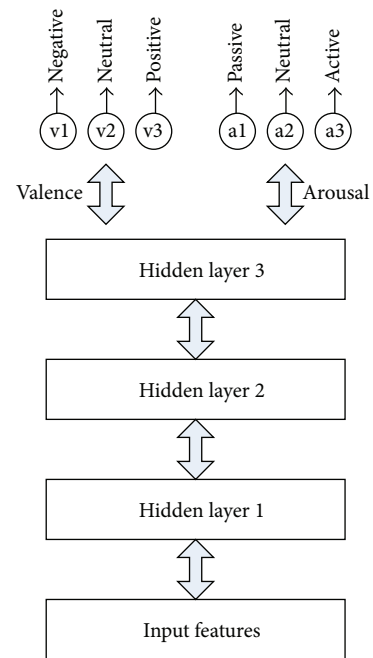 Negative
Neutral
Positive
Passive
Neutral
Active
v1
v2
v3
a1
a2
a3
Valence
Arousal
Hidden layer 3
Hidden layer 2
Hidden layer 1
Input features